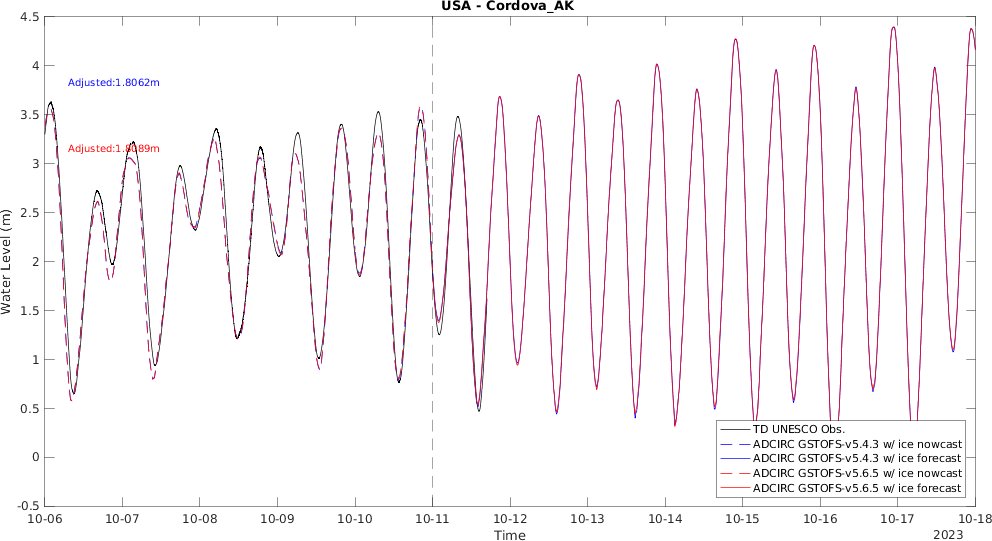 USA - Cordova_AK
4.5
4
3.5
3
2.5
2
1.5
1
0.5
0
-0.5
Water Level (m)
Adjusted:1.8062m
Adjusted:1.8089m
TD UNESCO Obs.
ADCIRC GSTOFS-v5.4.3 w/ ice nowcast
ADCIRC GSTOFS-v5.4.3 w/ ice forecast
ADCIRC GSTOFS-v5.6.5 w/ ice nowcast
ADCIRC GSTOFS-v5.6.5 w/ ice forecast
10-06 10-07 10-08 10-09 10-10 10-11 10-12 10-13 10-14 10-15 10-16 10-17 10-18
Time
2023